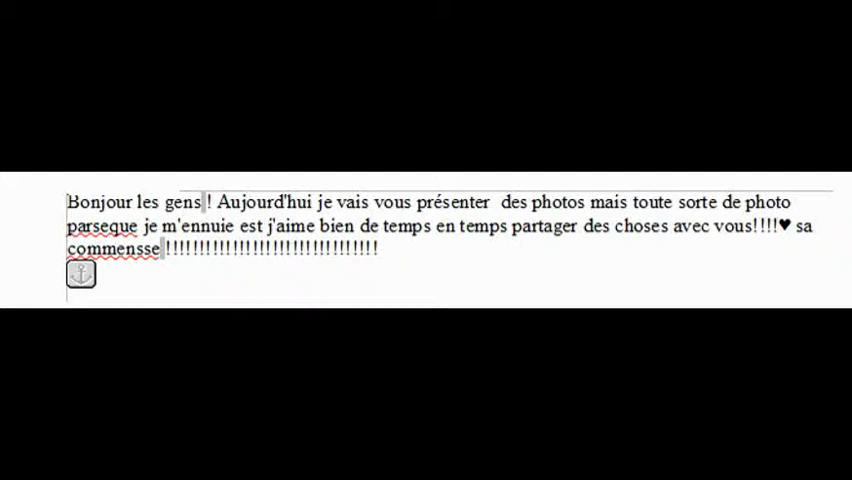 Bonjour les gens ! Aujourd'hui je vais vous présenter  des photos mais toute sorte de photo
parseque je m'ennuie est j'aime bien de temps en temps partager des choses avec vous!!!!♥ sa
commensse !!!!!!!!!!!!!!!!!!!!!!!!!!!!!!!!